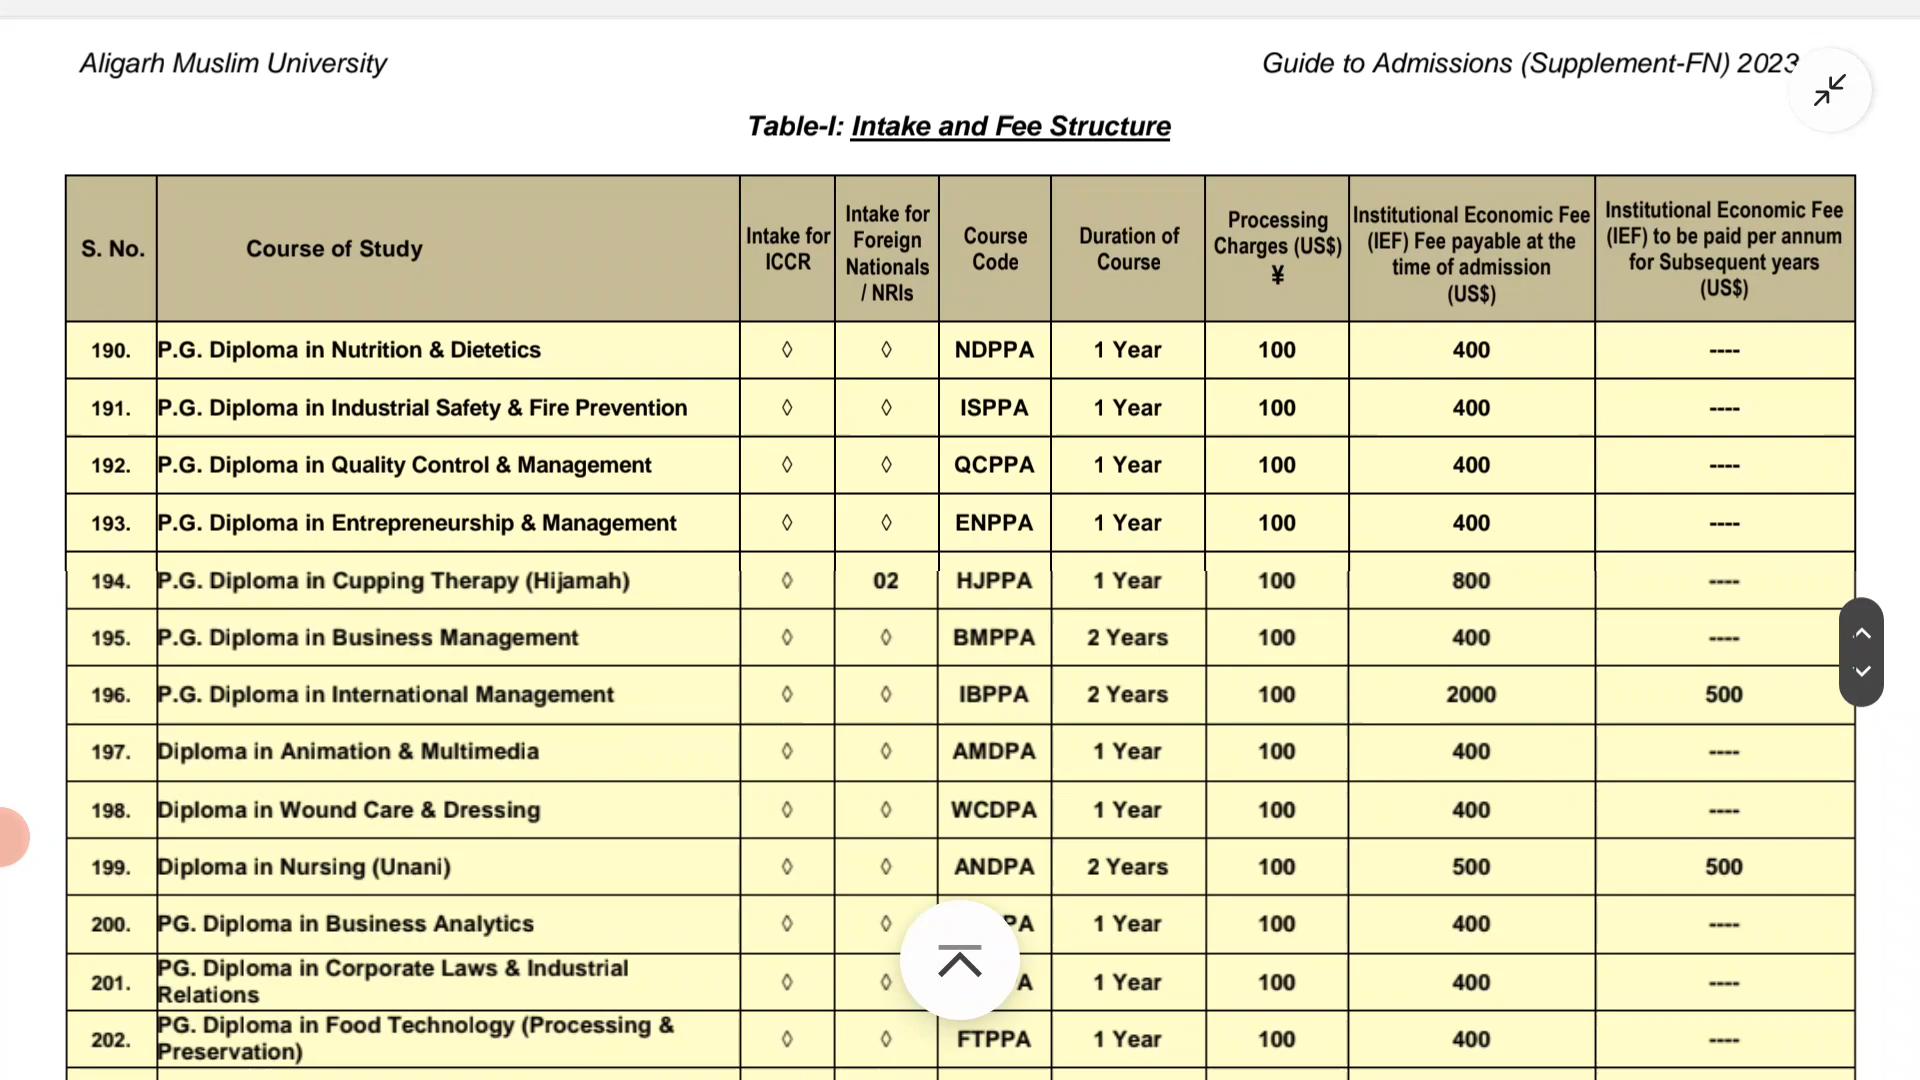 Aligarh Muslim University Guide to Admissions (Supplement-FN) 2023
Table-I: Intake and Fee Structure
S. No. Course of Study Intake for ICCR Intake for Foreign Nationals / NRIs Course Code Duration of Course Processing Charges (US$) ¥ Institutional Economic Fee (IEF) Fee payable at the time of admission (US$) Institutional Economic Fee (IEF) to be paid per annum for Subsequent years (US$)
190. P.G. Diploma in Nutrition & Dietetics ◊ ◊ NDPPA 1 Year 100 400 ----
191. P.G. Diploma in Industrial Safety & Fire Prevention ◊ ◊ ISPPA 1 Year 100 400 ----
192. P.G. Diploma in Quality Control & Management ◊ ◊ QCPPA 1 Year 100 400 ----
193. P.G. Diploma in Entrepreneurship & Management ◊ ◊ ENPPA 1 Year 100 400 ----
194. P.G. Diploma in Cupping Therapy (Hijamah) ◊ 02 HJPPA 1 Year 100 800 ----
195. P.G. Diploma in Business Management ◊ ◊ BMPPA 2 Years 100 400 ----
196. P.G. Diploma in International Management ◊ ◊ IBPPA 2 Years 100 2000 500
197. Diploma in Animation & Multimedia ◊ ◊ AMDPA 1 Year 100 400 ----
198. Diploma in Wound Care & Dressing ◊ ◊ WCDPA 1 Year 100 400 ----
199. Diploma in Nursing (Unani) ◊ ◊ ANDPA 2 Years 100 500 500
200. PG. Diploma in Business Analytics ◊ ◊ 1 Year 100 400 ----
201. PG. Diploma in Corporate Laws & Industrial Relations ◊ ◊ 1 Year 100 400 ----
202. PG. Diploma in Food Technology (Processing & Preservation) ◊ ◊ FTPPA 1 Year 100 400 ----